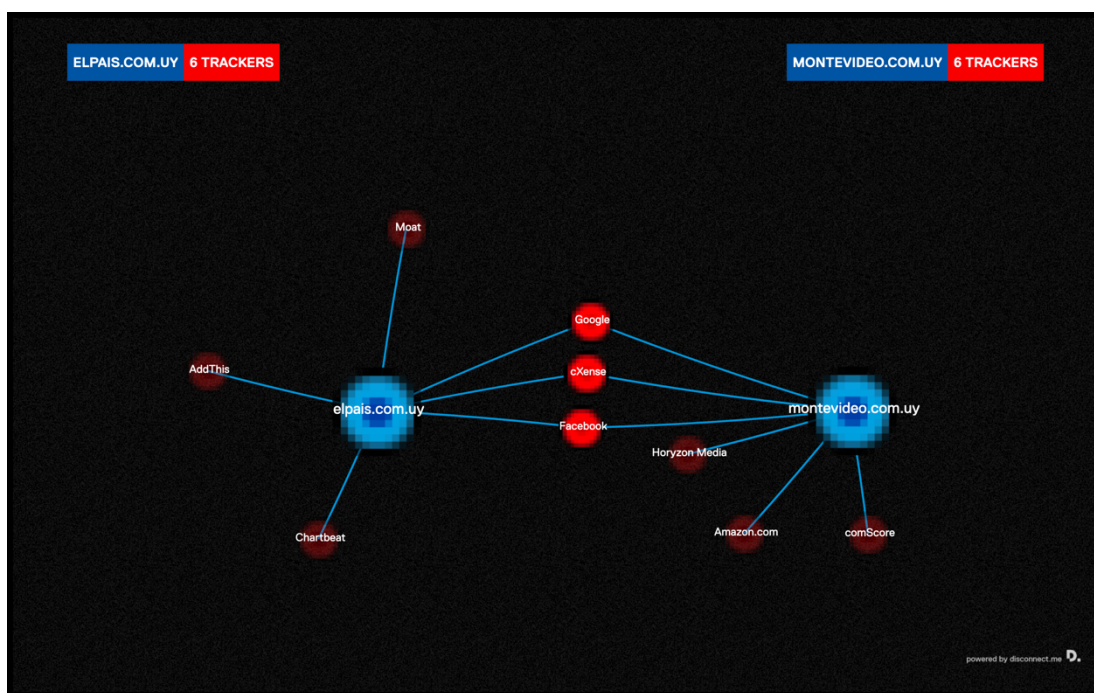 ELPAIS.COM.UY 6 TRACKERS
MONTEVIDEO.COM.UY 6 TRACKERS
Moat
Google
AddThis
cXense
elpais.com.uy
montevideo.com.uy
Facebook
Horyzon Media
Chartbeat
Amazon.com
comScore
powered by disconnect.me D.